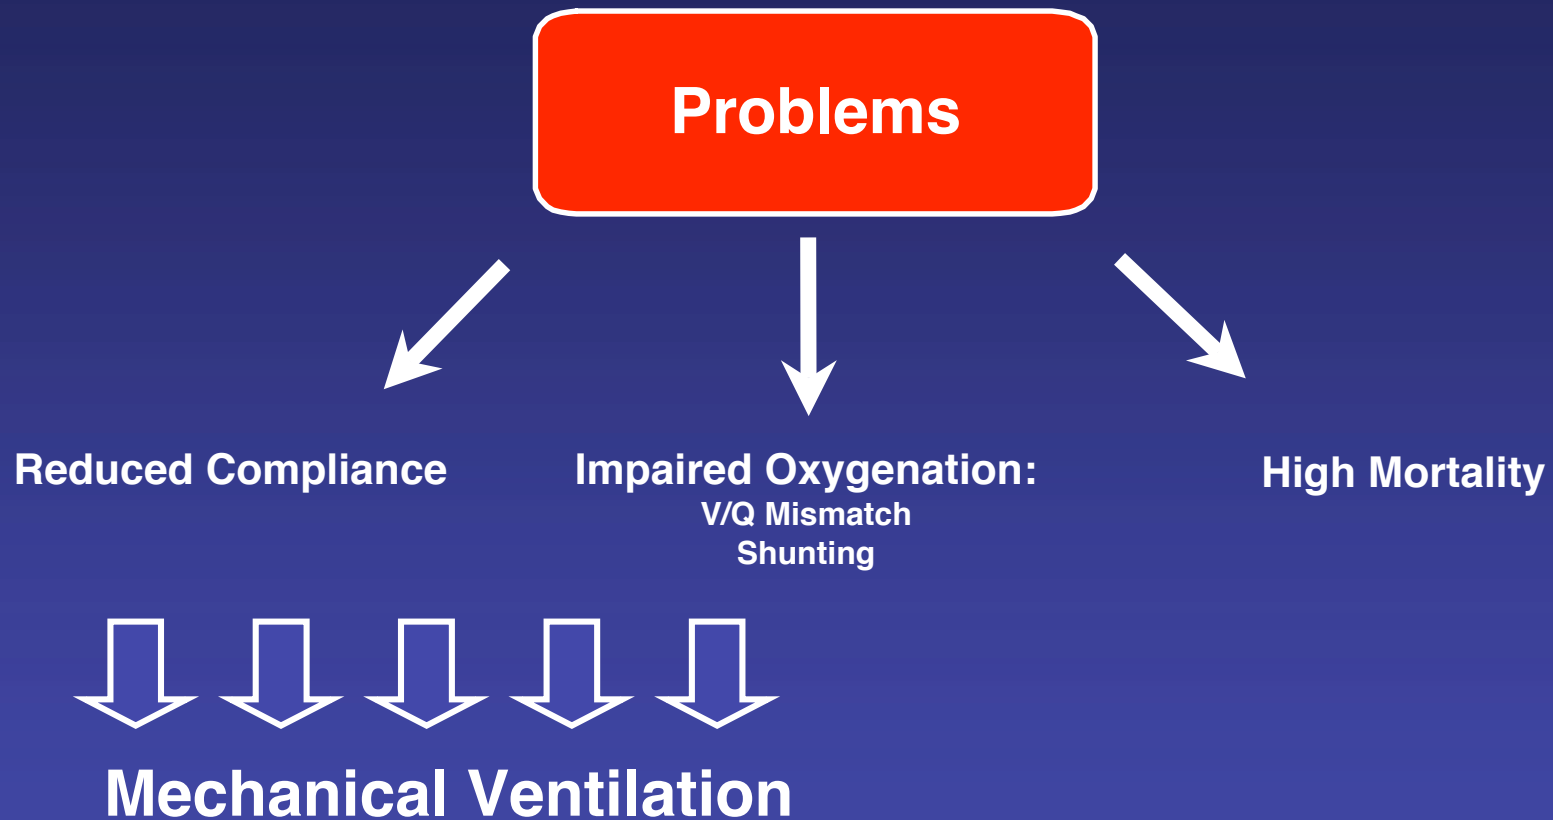 Problems
Reduced Compliance
Impaired Oxygenation:
V/Q Mismatch
Shunting
High Mortality
Mechanical Ventilation